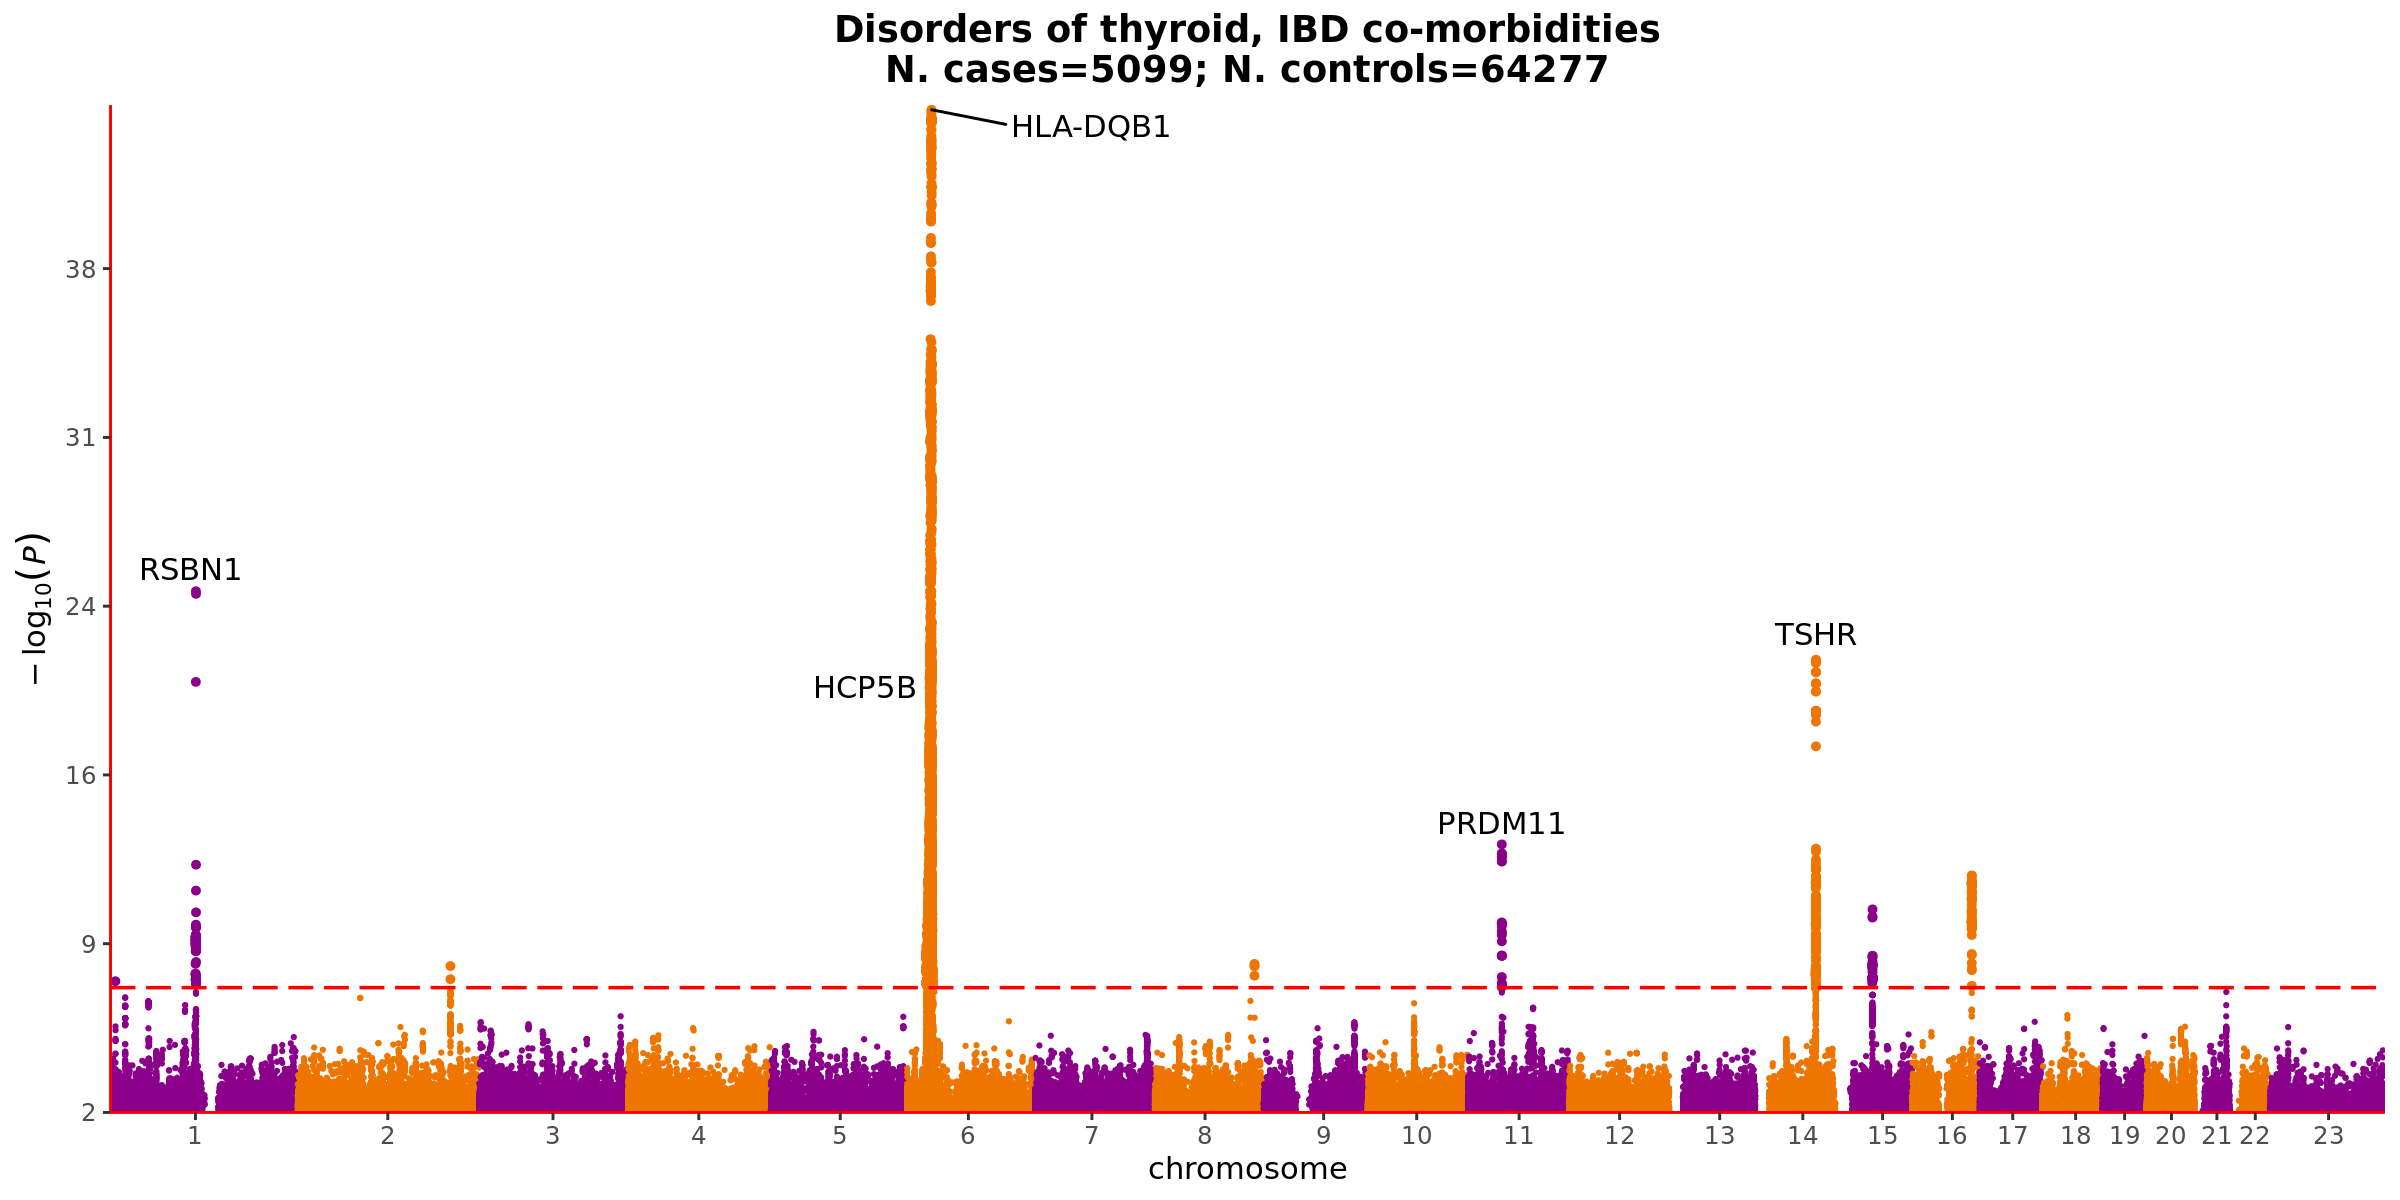 Disorders of thyroid, IBD co-morbidities
N. cases=5099; N. controls=64277
HLA-DQB1
RSBN1
HCP5B
TSHR
PRDM11
− log10(P)
38
31
24
16
9
2
1 2 3 4 5 6 7 8 9 10 11 12 13 14 15 16 17 18 19 20 21 22 23
chromosome